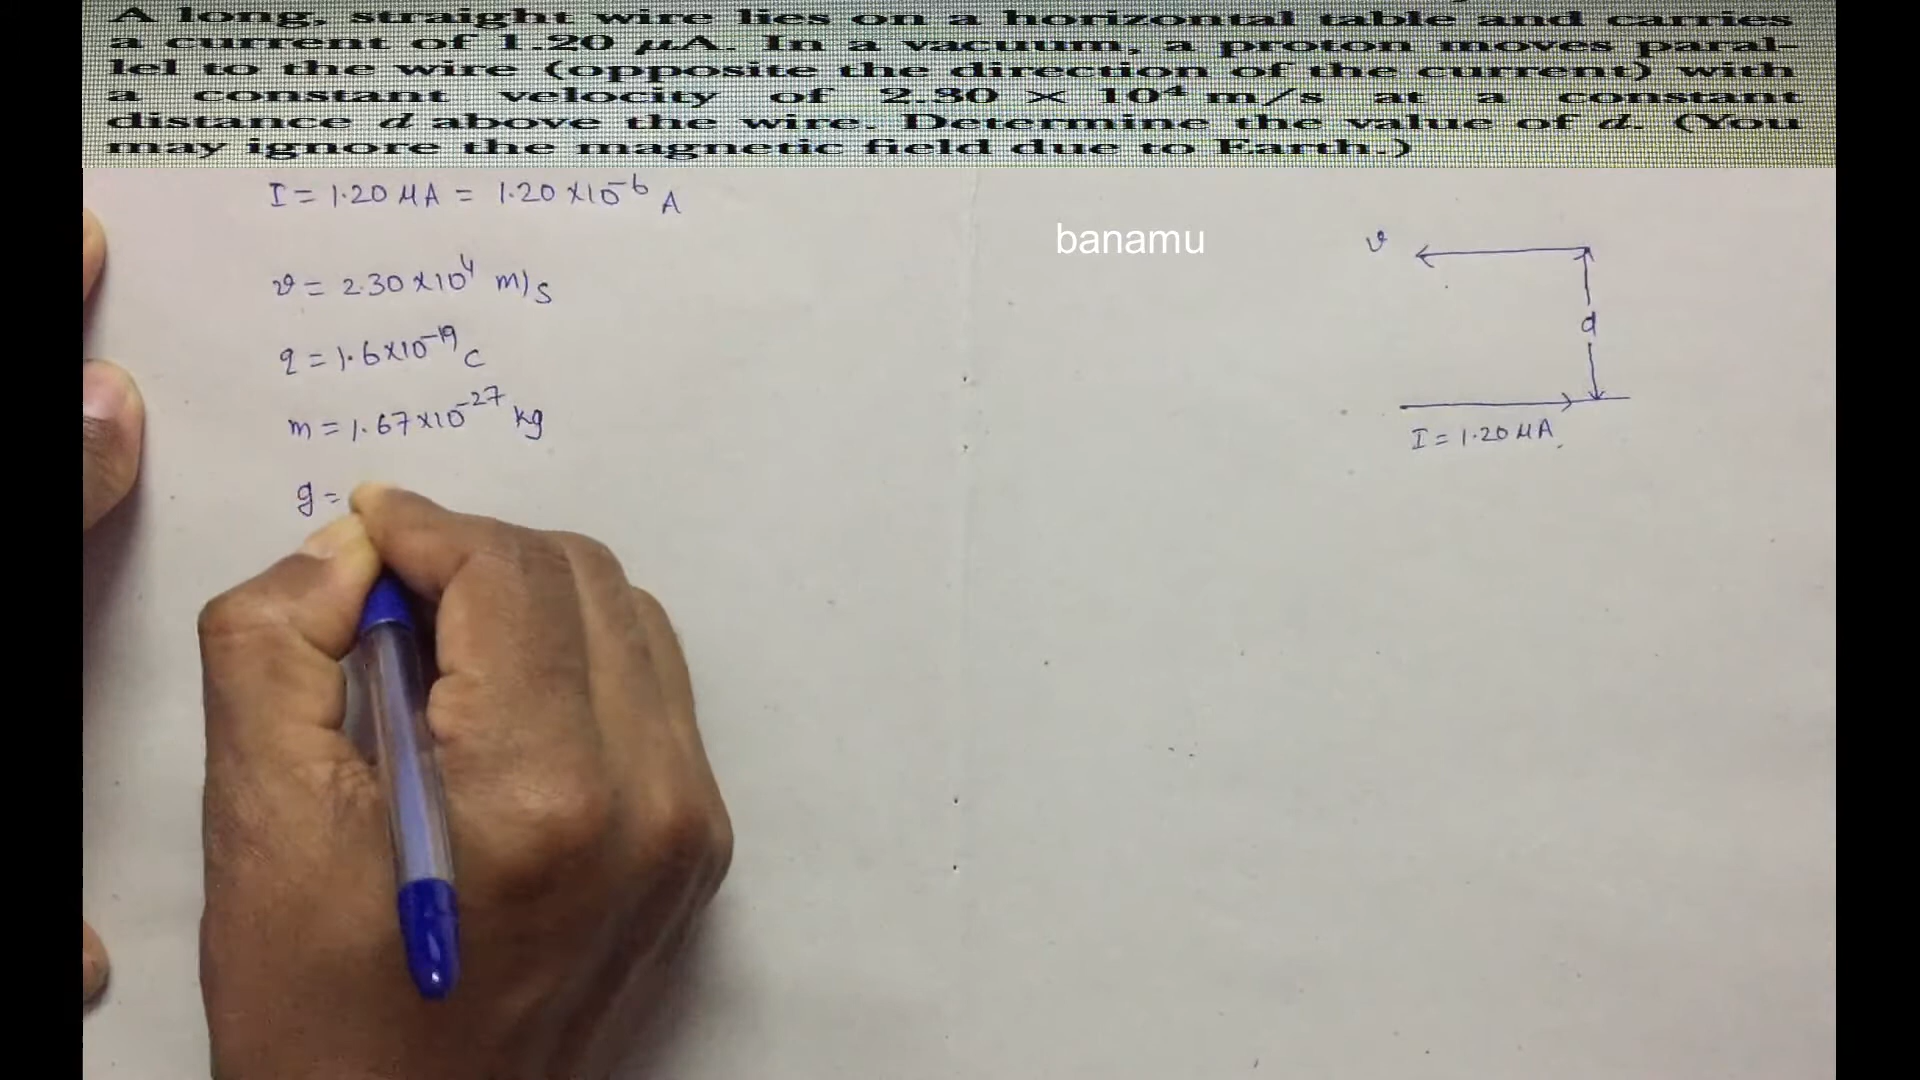 A long, straight wire lies on a horizontal table and carries
a current of 1.20 µA. In a vacuum, a proton moves paral-
lel to the wire (opposite the direction of the current) with
a constant velocity of 2.30 × 10⁴ m/s at a constant
distance d above the wire. Determine the value of d. (You
may ignore the magnetic field due to Earth.)
I = 1.20 µA = 1.20 ×10⁻⁶ A
banamu
v
v = 2.30 ×10⁴ m/s
d
q = 1.6×10⁻¹⁹ C
m = 1.67×10⁻²⁷ kg
I = 1.20 µA.
g =